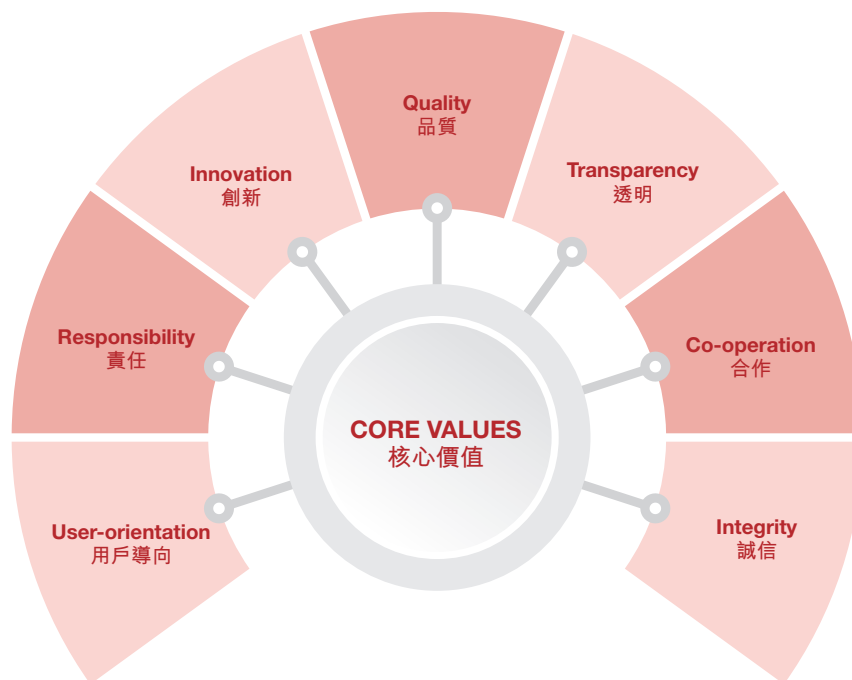 Quality
品質
Innovation
創新
Transparency
透明
Responsibility
責任
Co-operation
合作
CORE VALUES
核心價值
User-orientation
用戶導向
Integrity
誠信